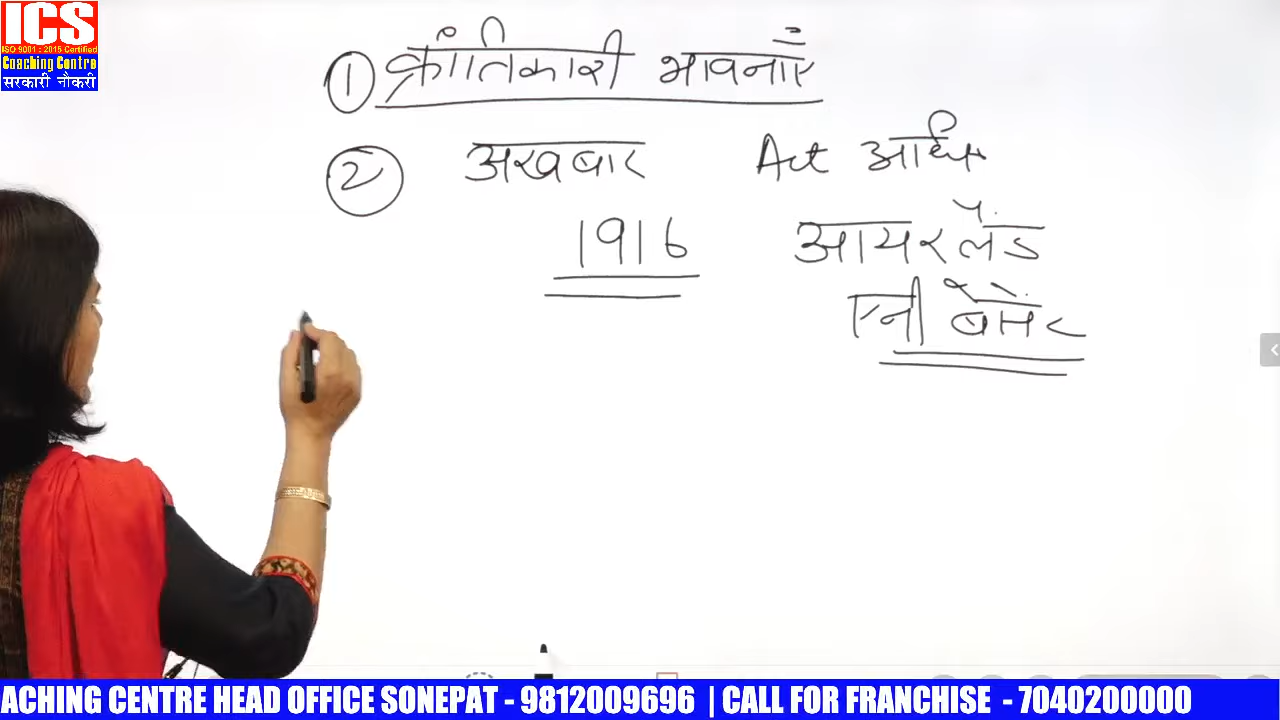 ICS
ISO 9001 : 2015 Certified
Coaching Centre
सरकारी नौकरी
1 क्रांतिकारी भावनाएँ
2 अखबार Act आदि
1916 आयरलैंड
एनी बेसेंट
ACHING CENTRE HEAD OFFICE SONEPAT - 9812009696 | CALL FOR FRANCHISE - 7040200000